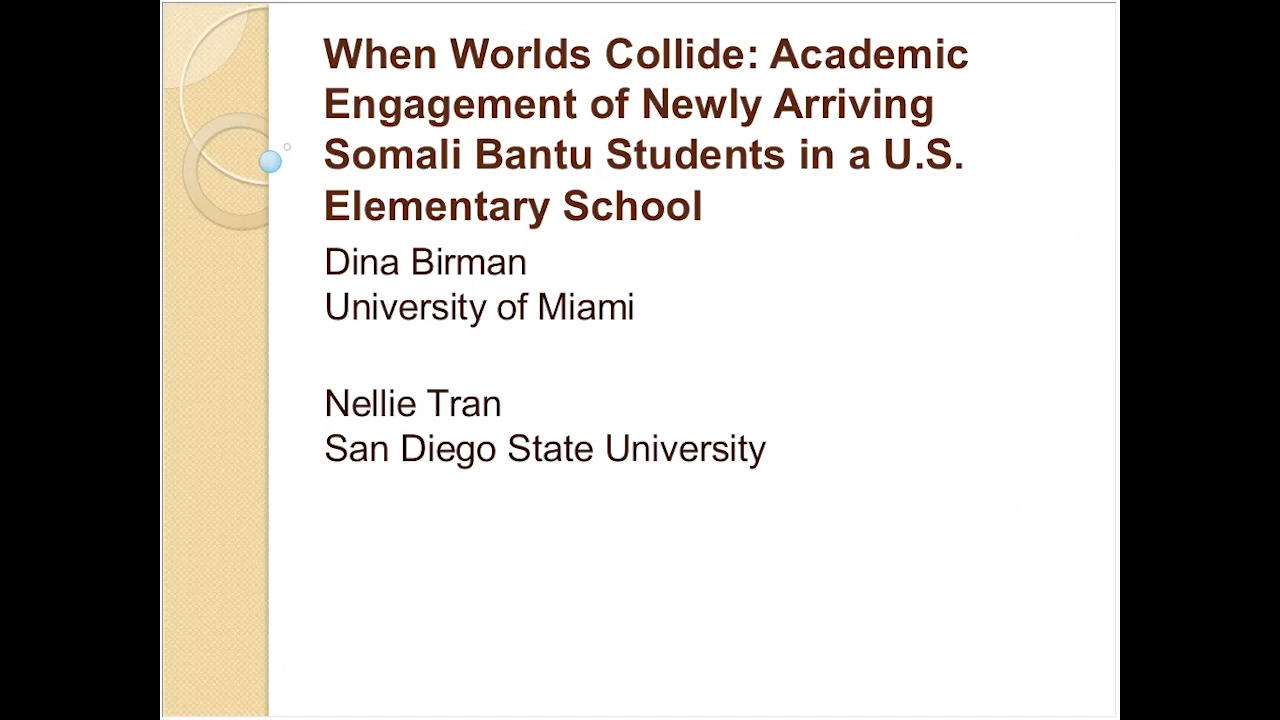 When Worlds Collide: Academic
Engagement of Newly Arriving
Somali Bantu Students in a U.S.
Elementary School
Dina Birman
University of Miami
Nellie Tran
San Diego State University